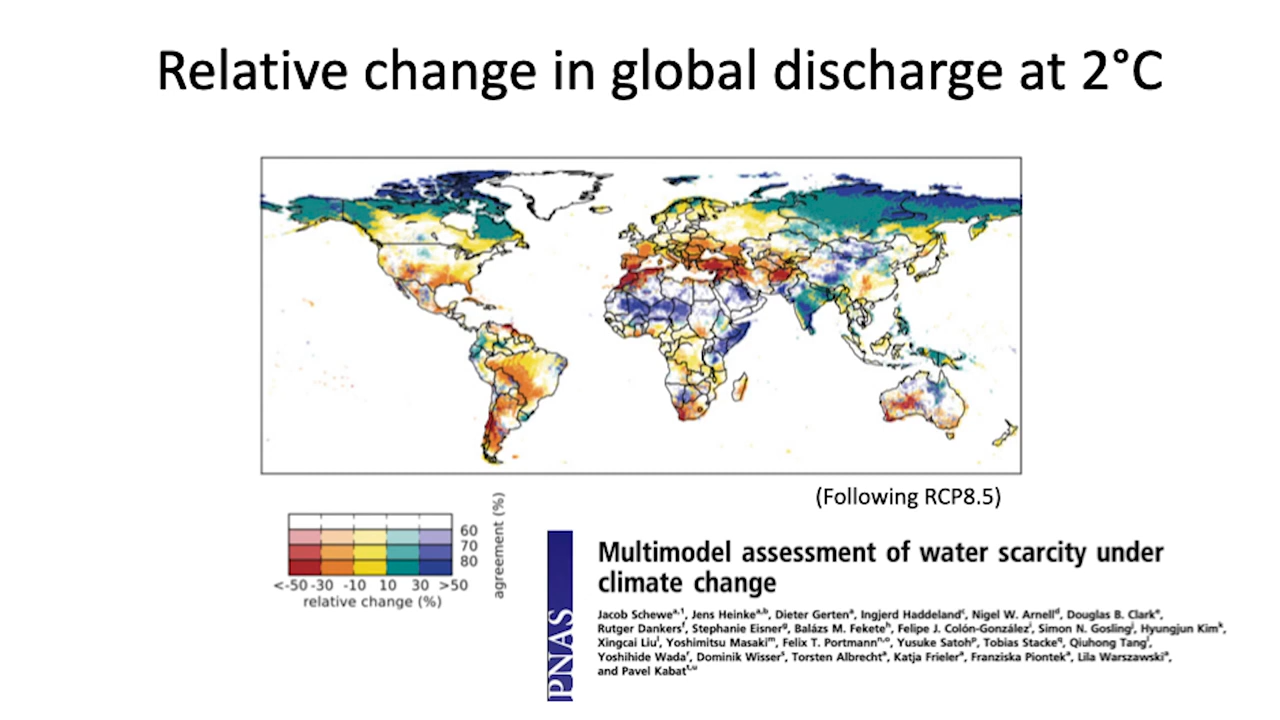 Relative change in global discharge at 2°C
(Following RCP8.5)
60
70
80
agreement (%)
<-50 -30 -10 10 30 >50
relative change (%)
PNAS
Multimodel assessment of water scarcity under
climate change
Jacob Schewe^a,1, Jens Heinke^a,b, Dieter Gerten^a, Ingjerd Haddeland^c, Nigel W. Arnell^d, Douglas B. Clark^e,
Rutger Dankers^f, Stephanie Eisner^g, Balázs M. Fekete^h, Felipe J. Colón-González^i, Simon N. Gosling^j, Hyungjun Kim^k,
Xingcai Liu^l, Yoshimitsu Masaki^m, Felix T. Portmann^n,o, Yusuke Satoh^p, Tobias Stacke^q, Qiuhong Tang^l,
Yoshihide Wada^r, Dominik Wisser^s, Torsten Albrecht^a, Katja Frieler^a, Franziska Piontek^a, Lila Warszawski^a,
and Pavel Kabat^t,u